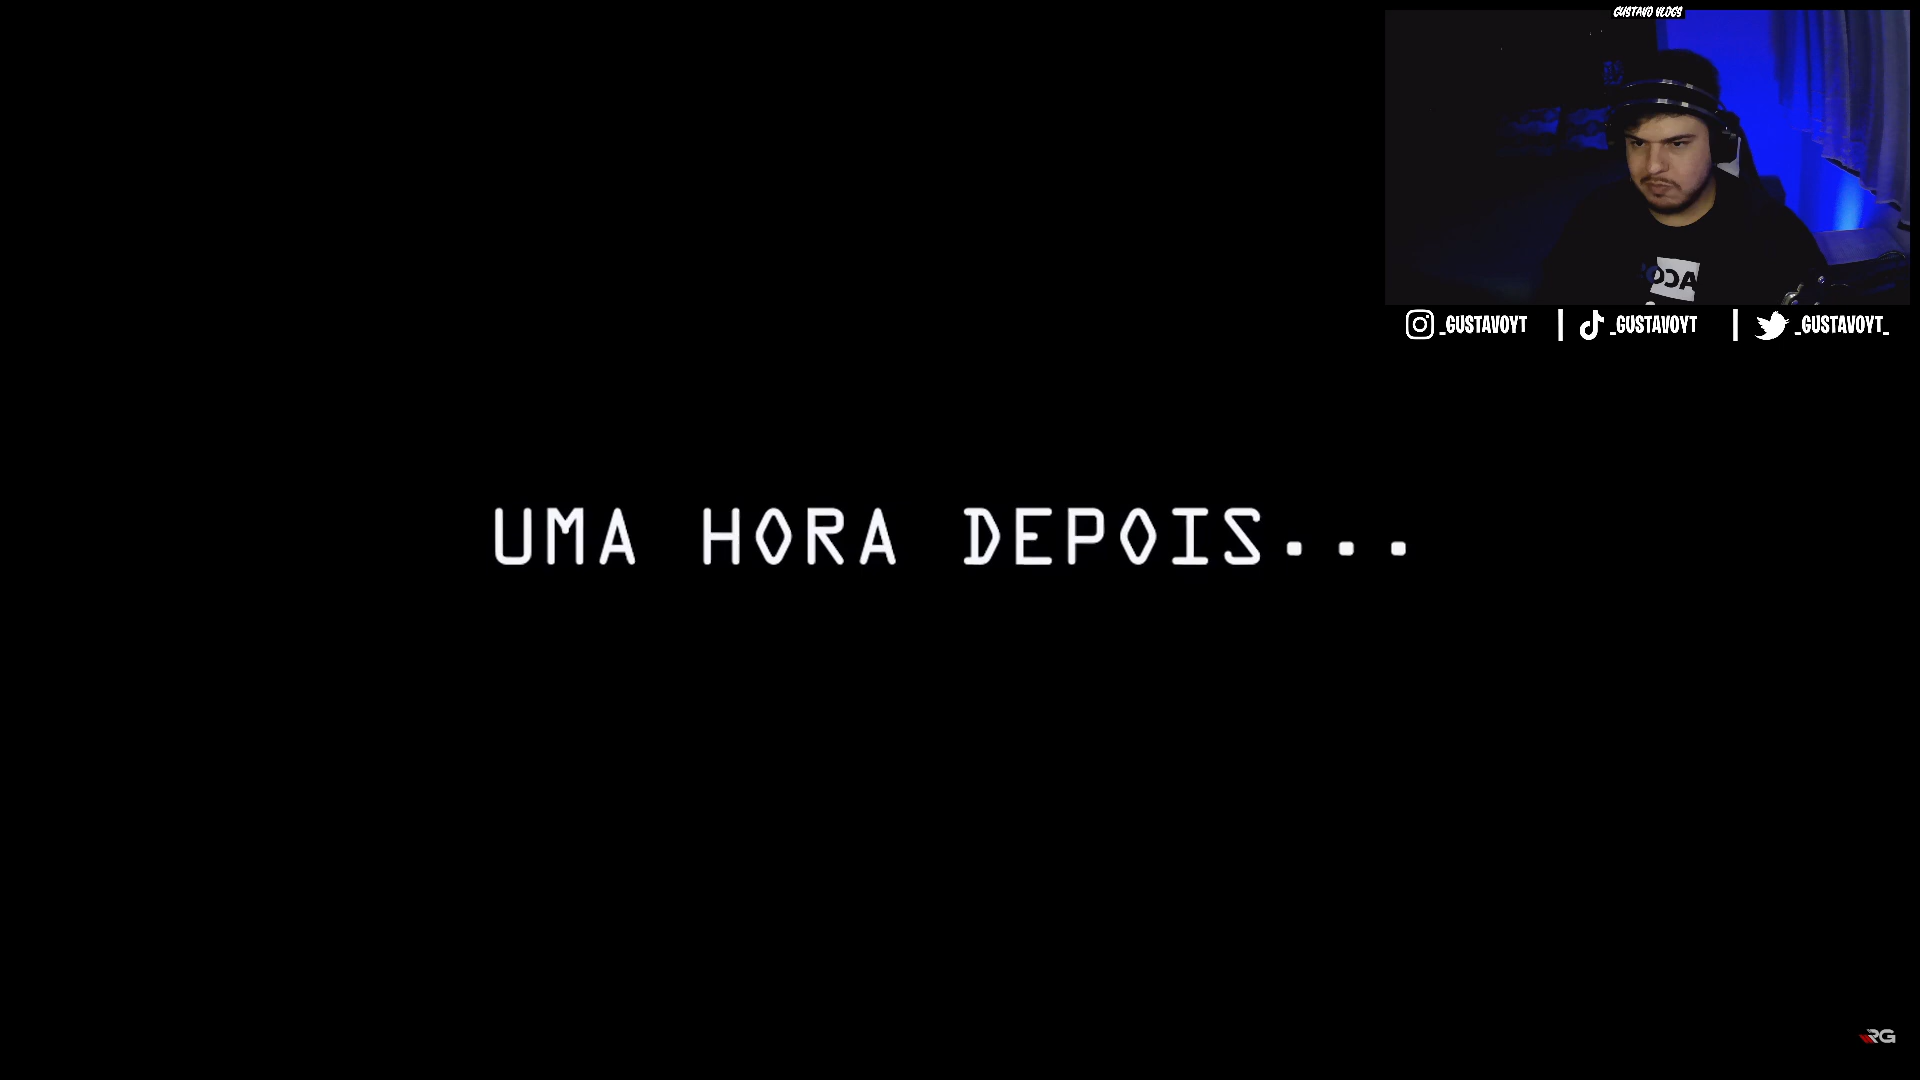 GUSTAVO VLOGS
_GUSTAVOYT | _GUSTAVOYT | _GUSTAVOYT_
UMA HORA DEPOIS...
RG